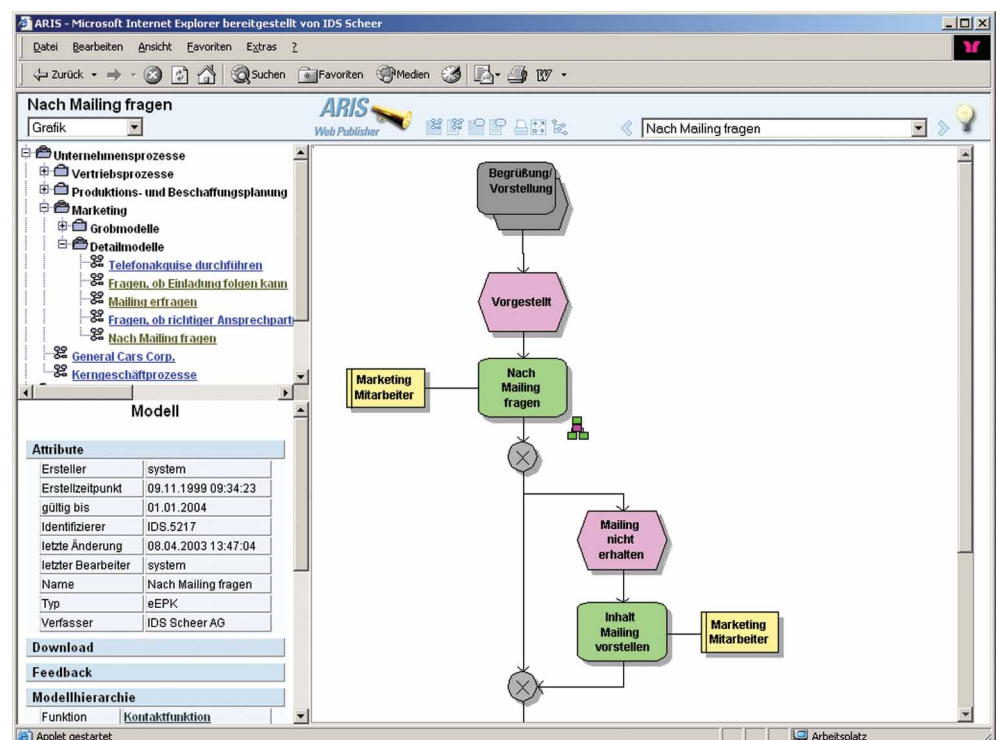 ARIS - Microsoft Internet Explorer bereitgestellt von IDS Scheer
Datei Bearbeiten Ansicht Favoriten Extras ?
Zurück Suchen Favoriten Medien
Nach Mailing fragen
Grafik
ARIS
Web Publisher
Nach Mailing fragen
Unternehmensprozesse
Vertriebsprozesse
Produktions- und Beschaffungsplanung
Marketing
Grobmodelle
Detailmodelle
Telefonakquise durchführen
Fragen, ob Einladung folgen kann
Mailing erfragen
Fragen, ob richtiger Ansprechpart
Nach Mailing fragen
General Cars Corp.
Kerngeschäftprozesse
Modell
Attribute
Ersteller system
Erstellzeitpunkt 09.11.1999 09:34:23
gültig bis 01.01.2004
Identifizierer IDS.5217
letzte Änderung 08.04.2003 13:47:04
letzter Bearbeiter system
Name Nach Mailing fragen
Typ eEPK
Verfasser IDS Scheer AG
Download
Feedback
Modellhierarchie
Funktion Kontaktfunktion
Begrüßung/
Vorstellung
Vorgestellt
Marketing
Mitarbeiter
Nach
Mailing
fragen
Mailing
nicht
erhalten
Inhalt
Mailing
vorstellen
Marketing
Mitarbeiter
Applet gestartet
Arbeitsplatz